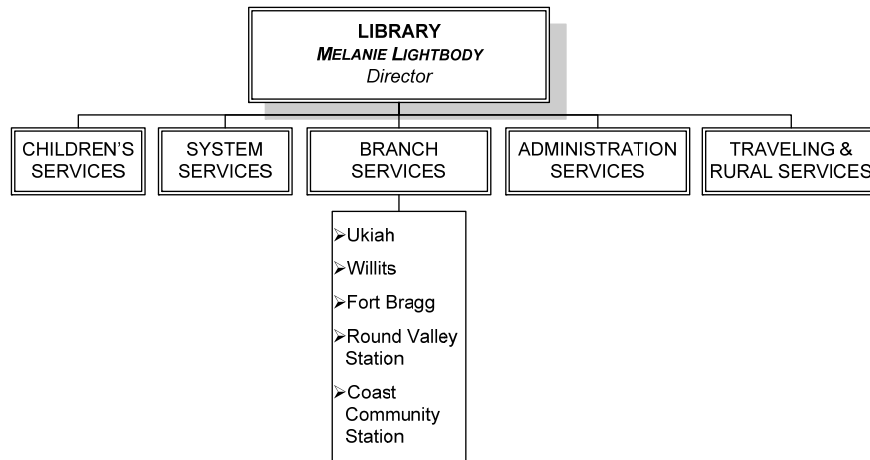 LIBRARY
MELANIE LIGHTBODY
Director
CHILDREN'S
SERVICES
SYSTEM
SERVICES
BRANCH
SERVICES
ADMINISTRATION
SERVICES
TRAVELING &
RURAL SERVICES
➢Ukiah
➢Willits
➢Fort Bragg
➢Round Valley
Station
➢Coast
Community
Station